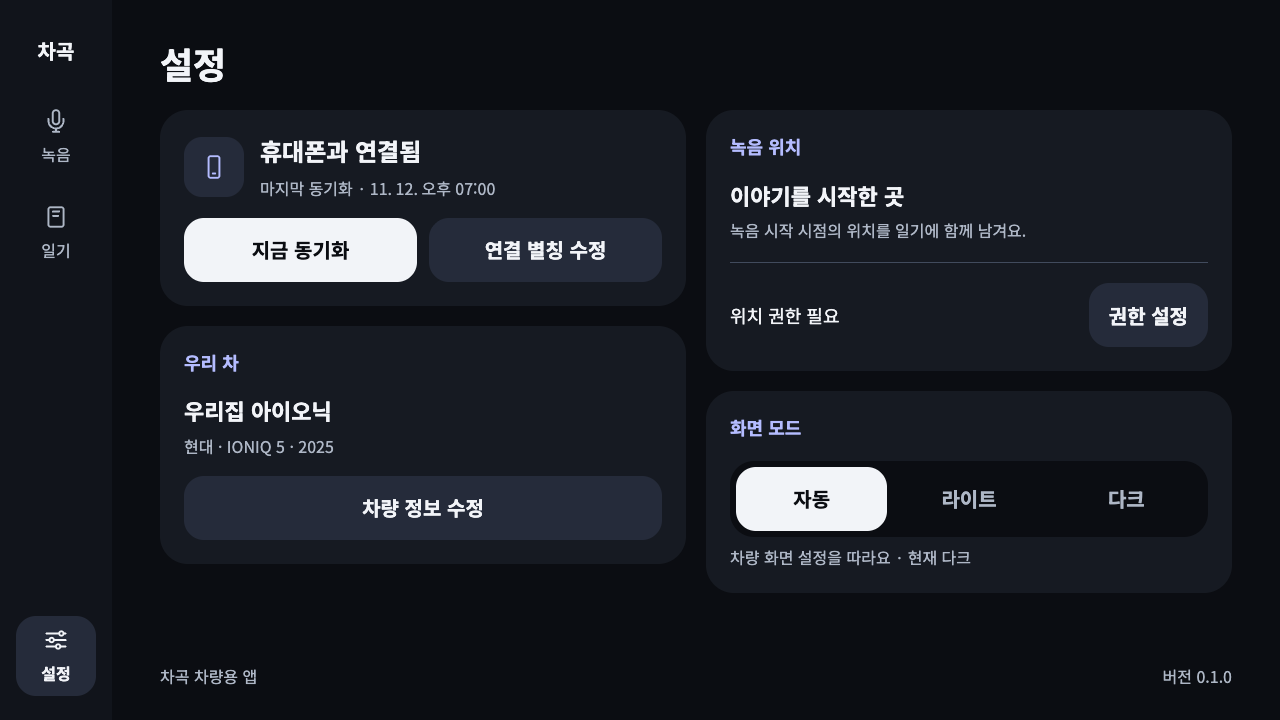 차곡
녹음
일기
설정
설정
휴대폰과 연결됨
마지막 동기화 · 11. 12. 오후 07:00
지금 동기화
연결 별칭 수정
우리 차
우리집 아이오닉
현대 · IONIQ 5 · 2025
차량 정보 수정
녹음 위치
이야기를 시작한 곳
녹음 시작 시점의 위치를 일기에 함께 남겨요.
위치 권한 필요
권한 설정
화면 모드
자동
라이트
다크
차량 화면 설정을 따라요 · 현재 다크
차곡 차량용 앱
버전 0.1.0